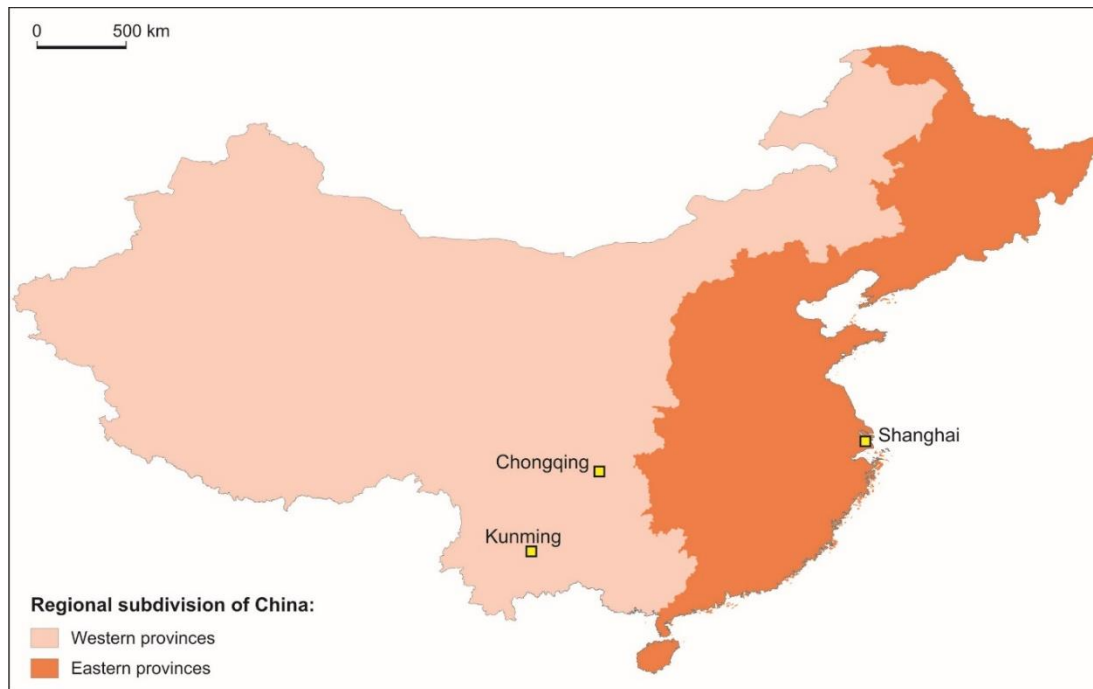 0 500 km
Shanghai
Chongqing
Kunming
Regional subdivision of China:
Western provinces
Eastern provinces